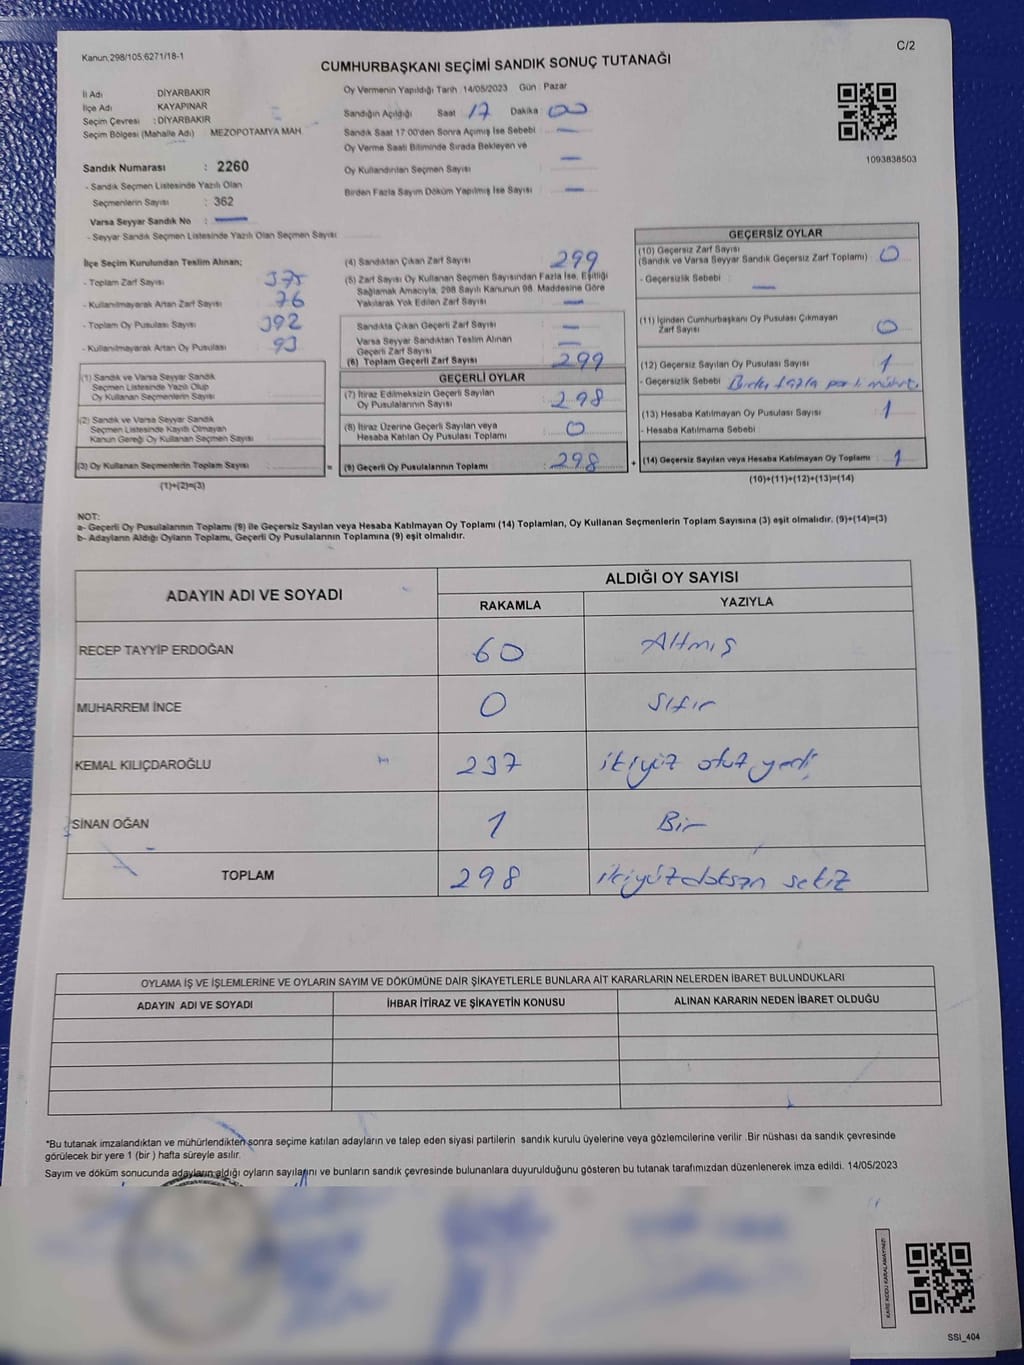 Kanun:298/105;6271/18-1
C/2
CUMHURBAŞKANI SEÇİMİ SANDIK SONUÇ TUTANAĞI
İl Adı DİYARBAKIR
İlçe Adı KAYAPINAR
Seçim Çevresi : DİYARBAKIR
Seçim Bölgesi (Mahalle Adı) MEZOPOTAMYA MAH.
Sandık Numarası : 2260
- Sandık Seçmen Listesinde Yazılı Olan
Seçmenlerin Sayısı : 362
Varsa Seyyar Sandık No : —
- Seyyar Sandık Seçmen Listesinde Yazılı Olan Seçmen Sayısı
Oy Vermenin Yapıldığı Tarih :14/05/2023 Gün : Pazar
Sandığın Açıldığı Saat 17 Dakika 00
Sandık Saat 17:00'den Sonra Açımış İse Sebebi : —
Oy Verme Saati Bitiminde Sırada Bekleyen ve
Oy Kullandırılan Seçmen Sayısı : —
Birden Fazla Sayım Döküm Yapılmış İse Sayısı : —
1093838503
İlçe Seçim Kurulundan Teslim Alınan;
- Toplam Zarf Sayısı : 375
- Kullanılmayarak Artan Zarf Sayısı : 76
- Toplam Oy Pusulası Sayısı : 392
- Kullanılmayarak Artan Oy Pusulası : 93
(1) Sandık ve Varsa Seyyar Sandık
Seçmen Listesinde Yazılı Olup
Oy Kullanan Seçmenlerin Sayısı :
(2) Sandık ve Varsa Seyyar Sandık
Seçmen Listesinde Kayıtlı Olmayan
Kanun Gereği Oy Kullanan Seçmen Sayısı :
(3) Oy Kullanan Seçmenlerin Toplam Sayısı :
(1)+(2)=(3)
(4) Sandıktan Çıkan Zarf Sayısı : 299
(5) Zarf Sayısı Oy Kullanan Seçmen Sayısından Fazla İse, Eşitliği
Sağlamak Amacıyla; 298 Sayılı Kanunun 98. Maddesine Göre
Yakılarak Yok Edilen Zarf Sayısı : —
Sandıkta Çıkan Geçerli Zarf Sayısı : —
Varsa Seyyar Sandıktan Teslim Alınan
Geçerli Zarf Sayısı : —
(6) Toplam Geçerli Zarf Sayısı : 299
GEÇERLİ OYLAR
(7) İtiraz Edilmeksizin Geçerli Sayılan
Oy Pusulalarının Sayısı : 298
(8) İtiraz Üzerine Geçerli Sayılan veya
Hesaba Katılan Oy Pusulası Toplamı : 0
= (9) Geçerli Oy Pusulalarının Toplamı : 298
GEÇERSİZ OYLAR
(10) Geçersiz Zarf Sayısı
(Sandık ve Varsa Seyyar Sandık Geçersiz Zarf Toplamı) : 0
- Geçersizlik Sebebi : —
(11) İçinden Cumhurbaşkanı Oy Pusulası Çıkmayan
Zarf Sayısı : 0
(12) Geçersiz Sayılan Oy Pusulası Sayısı : 1
- Geçersizlik Sebebi : Birden fazla
(13) Hesaba Katılmayan Oy Pusulası Sayısı : 1
- Hesaba Katılmama Sebebi :
+ (14) Geçersiz Sayılan veya Hesaba Katılmayan Oy Toplamı : 1
(10)+(11)+(12)+(13)=(14)
NOT:
a- Geçerli Oy Pusulalarının Toplamı (9) ile Geçersiz Sayılan veya Hesaba Katılmayan Oy Toplamı (14) Toplamları, Oy Kullanan Seçmenlerin Toplam Sayısına (3) eşit olmalıdır. (9)+(14)=(3)
b- Adayların Aldığı Oyların Toplamı, Geçerli Oy Pusulalarının Toplamına (9) eşit olmalıdır.
ADAYIN ADI VE SOYADI
ALDIĞI OY SAYISI
RAKAMLA YAZIYLA
RECEP TAYYİP ERDOĞAN 60 Altmış
MUHARREM İNCE 0 Sıfır
KEMAL KILIÇDAROĞLU 237 ikiyüz otuz yedi
SİNAN OĞAN 1 Bir
TOPLAM 298 ikiyüzdoksan sekiz
OYLAMA İŞ VE İŞLEMLERİNE VE OYLARIN SAYIM VE DÖKÜMÜNE DAİR ŞİKAYETLERLE BUNLARA AİT KARARLARIN NELERDEN İBARET BULUNDUKLARI
ADAYIN ADI VE SOYADI İHBAR İTİRAZ VE ŞİKAYETİN KONUSU ALINAN KARARIN NEDEN İBARET OLDUĞU
*Bu tutanak imzalandıktan ve mühürlendikten sonra seçime katılan adayların ve talep eden siyasi partilerin sandık kurulu üyelerine veya gözlemcilerine verilir .Bir nüshası da sandık çevresinde
görülecek bir yere 1 (bir ) hafta süreyle asılır.
Sayım ve döküm sonucunda adayların aldığı oyların sayılarını ve bunların sandık çevresinde bulunanlara duyurulduğunu gösteren bu tutanak tarafımızdan düzenlenerek imza edildi. 14/05/2023
KARE KODU KARALAMAYINIZ!
SSI_404